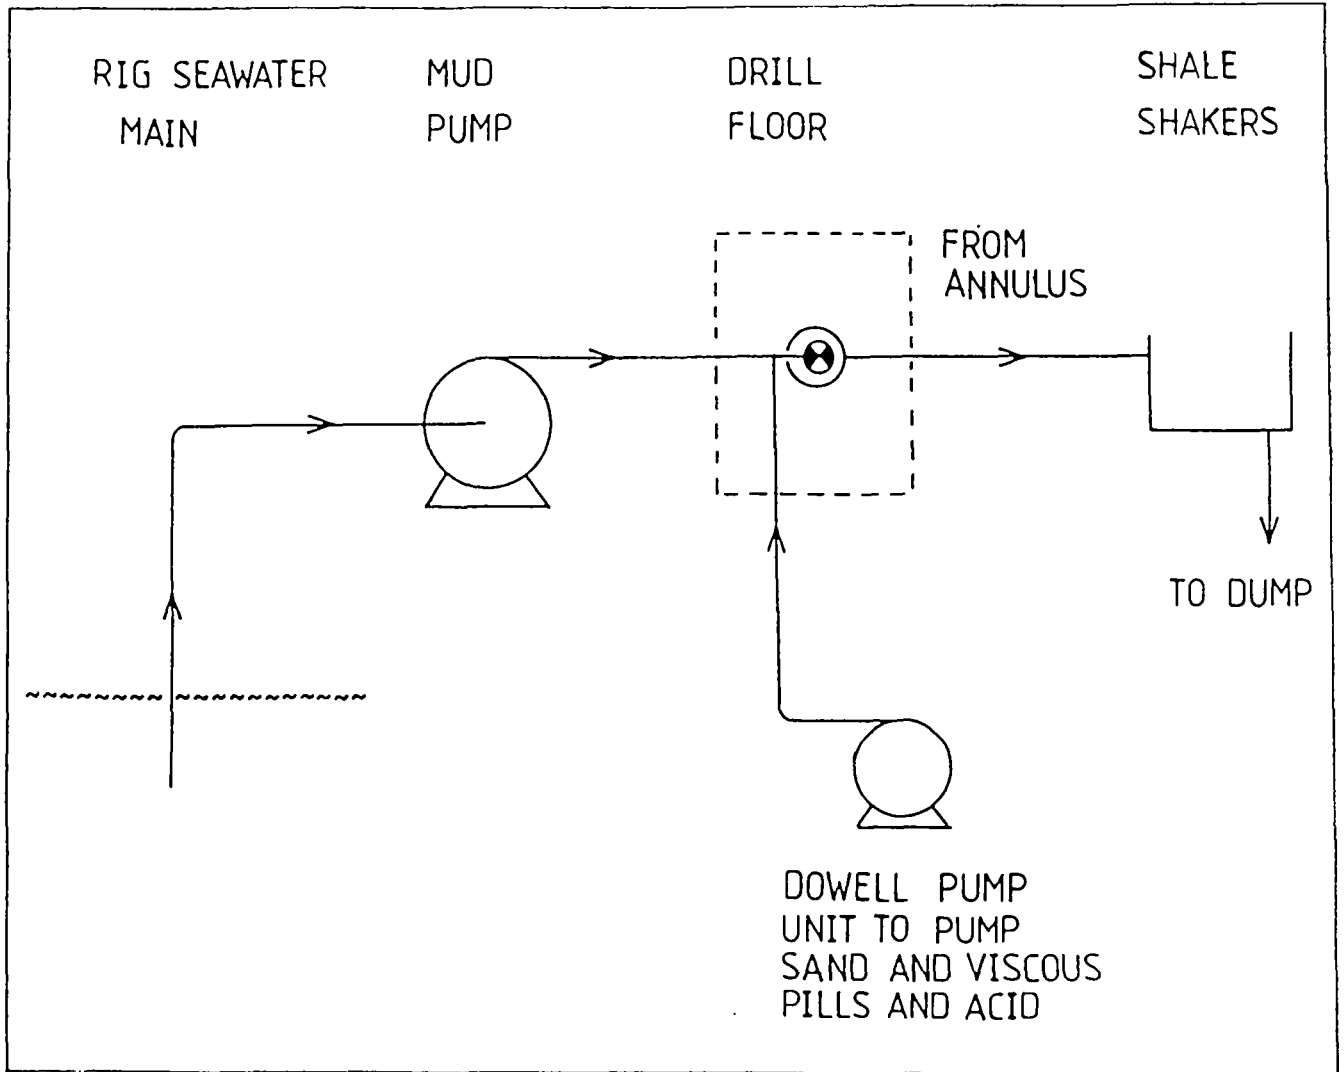 RIG SEAWATER
MAIN
MUD
PUMP
DRILL
FLOOR
SHALE
SHAKERS
FROM
ANNULUS
TO DUMP
DOWELL PUMP
UNIT TO PUMP
SAND AND VISCOUS
PILLS AND ACID